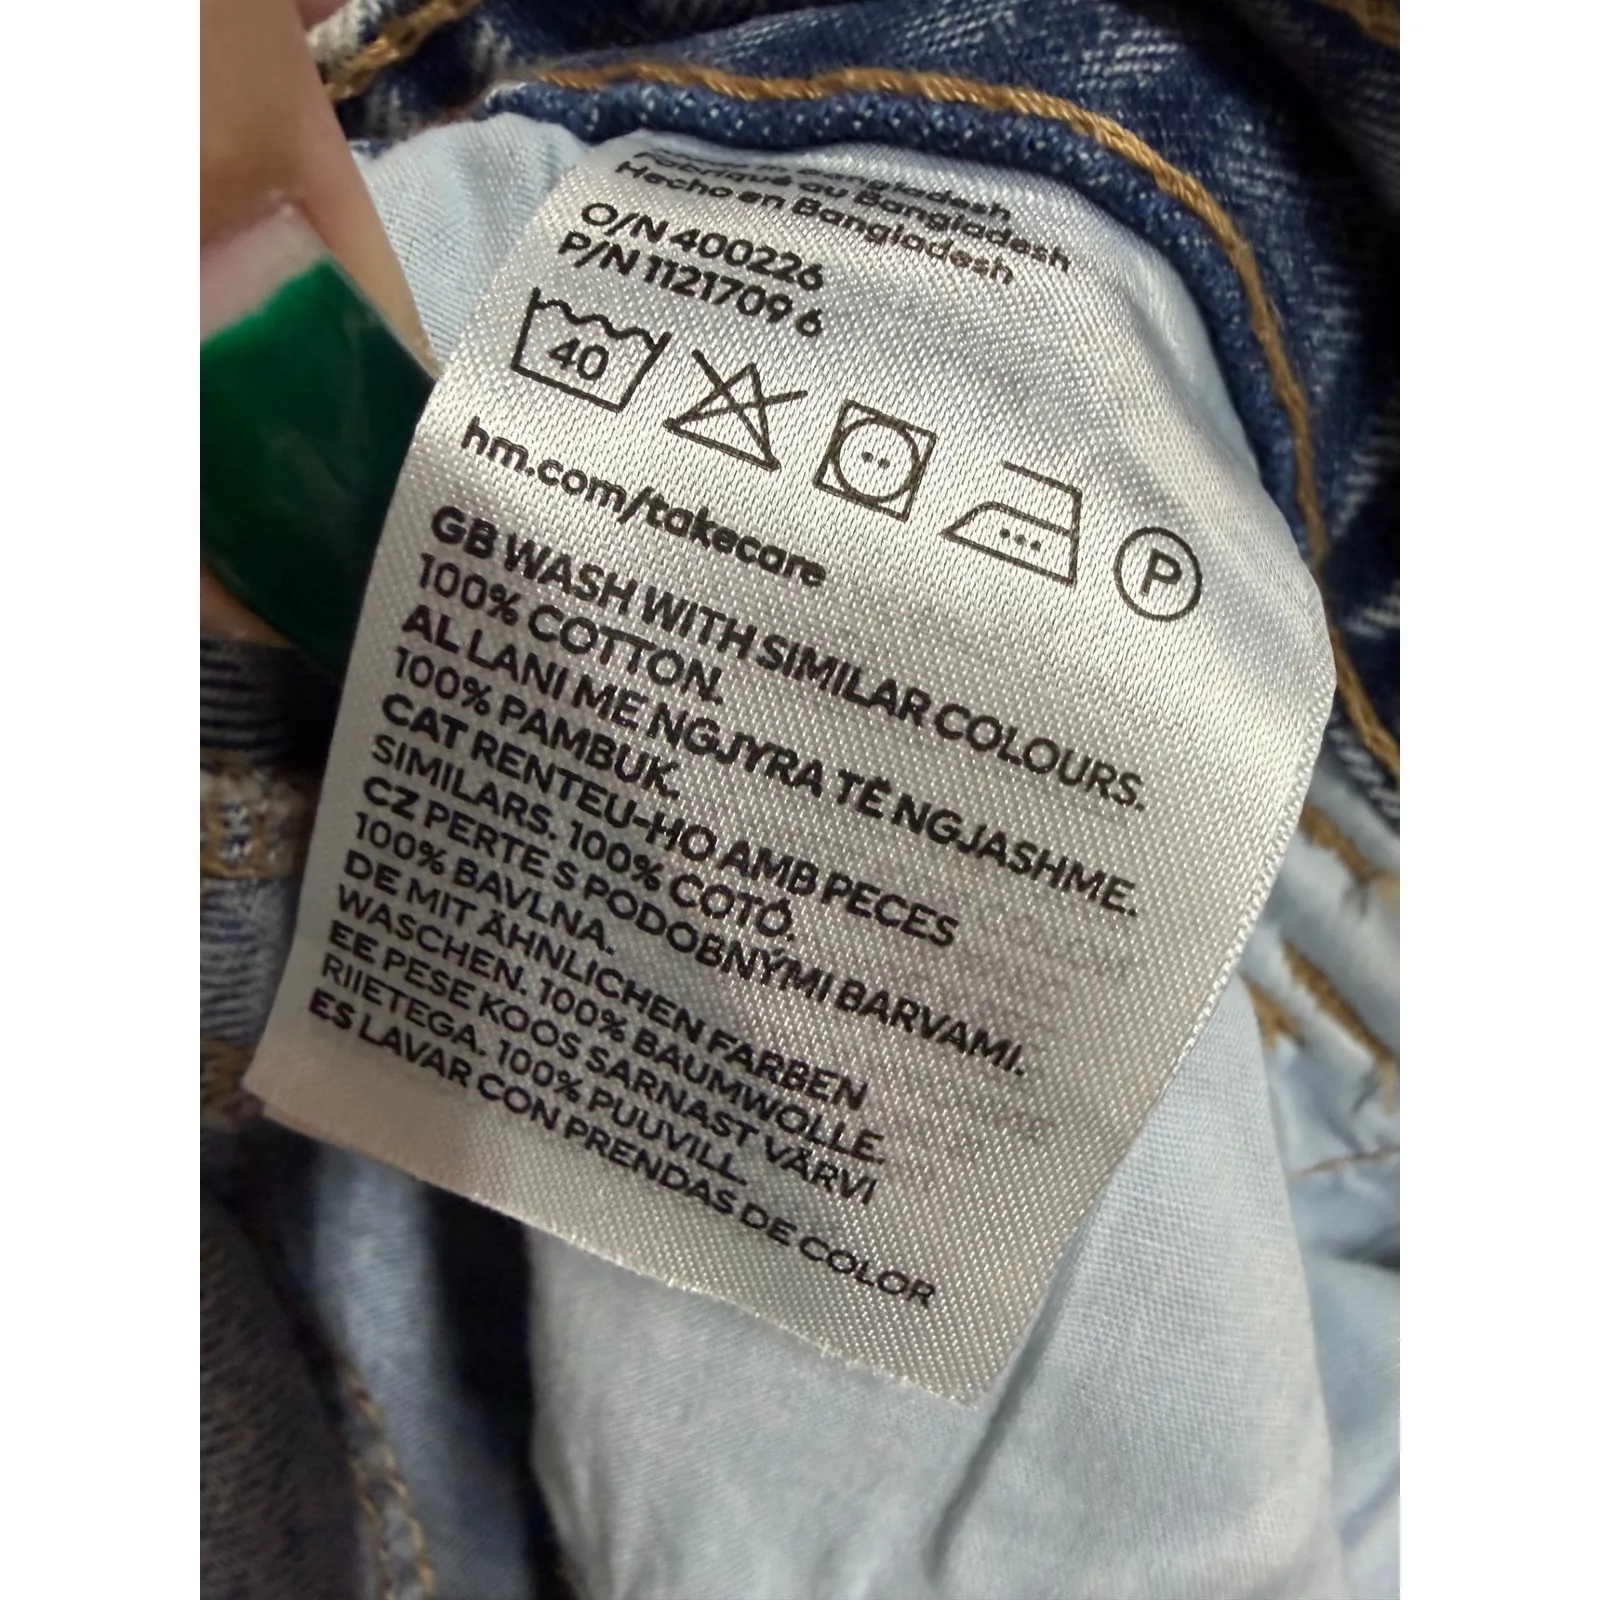 Made in Bangladesh
Fabriqué au Bangladesh
Hecho en Bangladesh
O/N 400226
P/N 1121709 6
40
P
hm.com/takecare
GB WASH WITH SIMILAR COLOURS.
100% COTTON.
AL LANI ME NGJYRA TË NGJASHME.
100% PAMBUK.
CAT RENTEU-HO AMB PECES
SIMILARS. 100% COTÓ.
CZ PERTE S PODOBNÝMI BARVAMI.
100% BAVLNA.
DE MIT ÄHNLICHEN FARBEN
WASCHEN. 100% BAUMWOLLE.
EE PESE KOOS SARNAST VÄRVI
RIIETEGA. 100% PUUVILL.
ES LAVAR CON PRENDAS DE COLOR